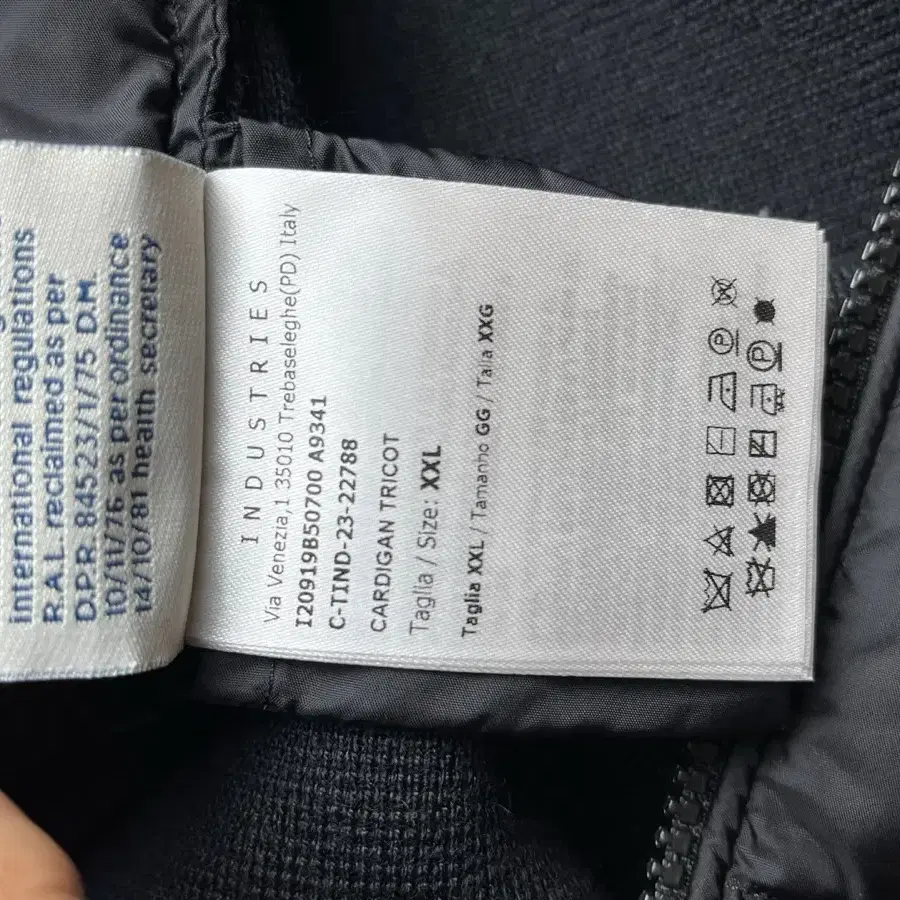 international regulations
R.A.L. reclaimed as per
D.P.R. 84523/1/75 D.M.
10/11/76 as per ordinance
14/10/81 health secretary
INDUSTRIES
Via Venezia,1 35010 Trebaseleghe(PD) Italy
I20919B50700 A9341
C-TIND-23-22788
CARDIGAN TRICOT
Taglia / Size: XXL
Taglia XXL / Tamanho GG / Talla XXG